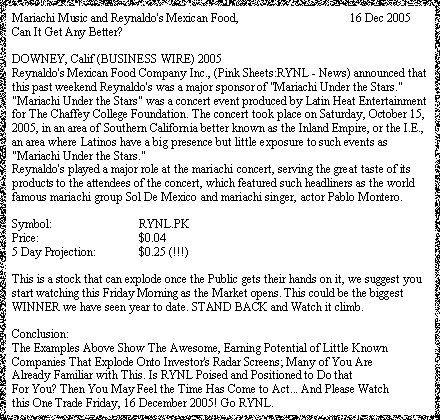 Mariachi Music and Reynaldo's Mexican Food, 16 Dec 2005
Can It Get Any Better?
DOWNEY, Calif (BUSINESS WIRE) 2005
Reynaldo's Mexican Food Company Inc., (Pink Sheets:RYNL - News) announced that
this past weekend Reynaldo's was a major sponsor of "Mariachi Under the Stars."
"Mariachi Under the Stars" was a concert event produced by Latin Heat Entertainment
for The Chaffey College Foundation. The concert took place on Saturday, October 15,
2005, in an area of Southern California better known as the Inland Empire, or the I.E.,
an area where Latinos have a big presence but little exposure to such events as
"Mariachi Under the Stars."
Reynaldo's played a major role at the mariachi concert, serving the great taste of its
products to the attendees of the concert, which featured such headliners as the world
famous mariachi group Sol De Mexico and mariachi singer, actor Pablo Montero.
Symbol: RYNL.PK
Price: $0.04
5 Day Projection: $0.25 (!!!)
This is a stock that can explode once the Public gets their hands on it, we suggest you
start watching this Friday Morning as the Market opens. This could be the biggest
WINNER we have seen year to date. STAND BACK and Watch it climb.
Conclusion:
The Examples Above Show The Awesome, Earning Potential of Little Known
Companies That Explode Onto Investor's Radar Screens; Many of You Are
Already Familiar with This. Is RYNL Poised and Positioned to Do that
For You? Then You May Feel the Time Has Come to Act... And Please Watch
this One Trade Friday, 16 December 2005! Go RYNL.